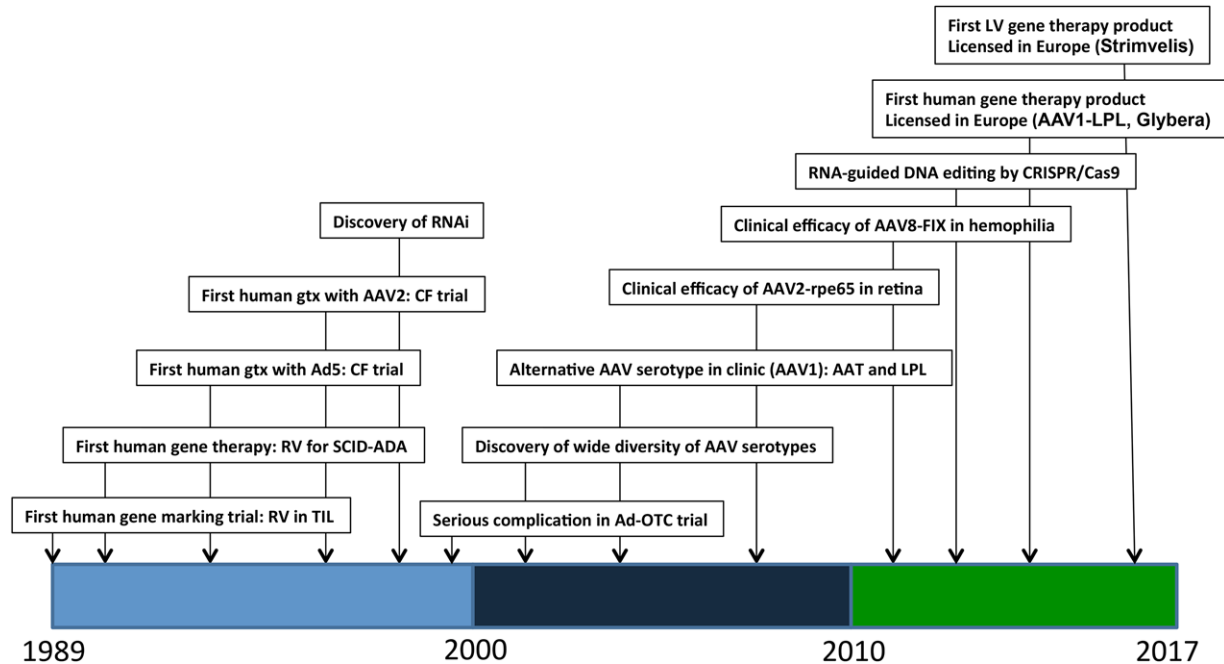 First LV gene therapy product
Licensed in Europe (Strimvelis)
First human gene therapy product
Licensed in Europe (AAV1-LPL, Glybera)
RNA-guided DNA editing by CRISPR/Cas9
Discovery of RNAi
Clinical efficacy of AAV8-FIX in hemophilia
First human gtx with AAV2: CF trial
Clinical efficacy of AAV2-rpe65 in retina
First human gtx with Ad5: CF trial
Alternative AAV serotype in clinic (AAV1): AAT and LPL
First human gene therapy: RV for SCID-ADA
Discovery of wide diversity of AAV serotypes
First human gene marking trial: RV in TIL
Serious complication in Ad-OTC trial
1989
2000
2010
2017